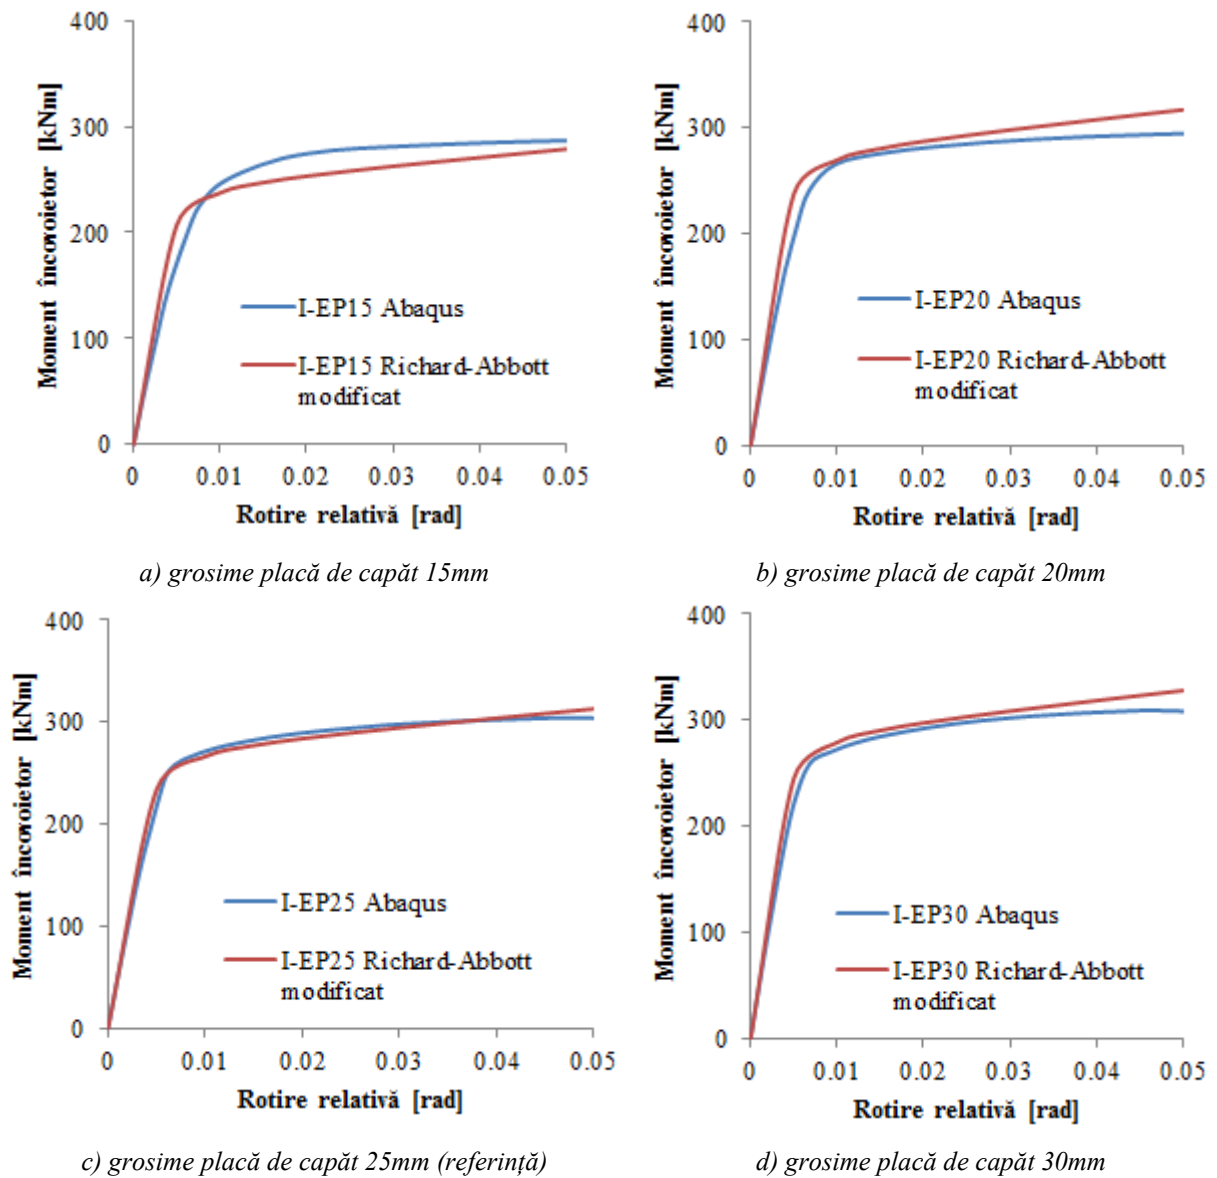 400
300
200
100
0
Moment încovoietor [kNm]
I-EP15 Abaqus
I-EP15 Richard-Abbott
modificat
0 0.01 0.02 0.03 0.04 0.05
Rotire relativă [rad]
a) grosime placă de capăt 15mm
400
300
200
100
0
Moment încovoietor [kNm]
I-EP20 Abaqus
I-EP20 Richard-Abbott
modificat
0 0.01 0.02 0.03 0.04 0.05
Rotire relativă [rad]
b) grosime placă de capăt 20mm
400
300
200
100
0
Moment încovoietor [kNm]
I-EP25 Abaqus
I-EP25 Richard-Abbott
modificat
0 0.01 0.02 0.03 0.04 0.05
Rotire relativă [rad]
c) grosime placă de capăt 25mm (referință)
400
300
200
100
0
Moment încovoietor [kNm]
I-EP30 Abaqus
I-EP30 Richard-Abbott
modificat
0 0.01 0.02 0.03 0.04 0.05
Rotire relativă [rad]
d) grosime placă de capăt 30mm